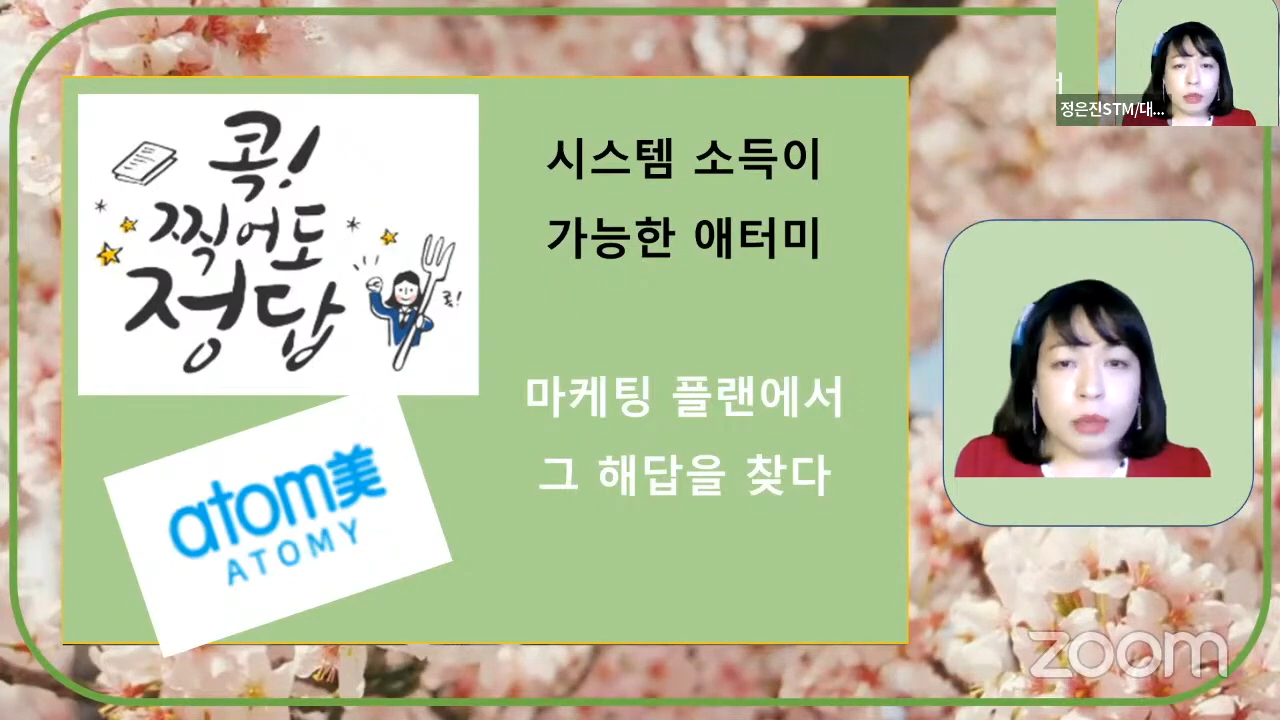 콕!
찍어도
정답
콕!
atom美
ATOMY
시스템 소득이
가능한 애터미
마케팅 플랜에서
그 해답을 찾다
정은진STM/대...
zoom